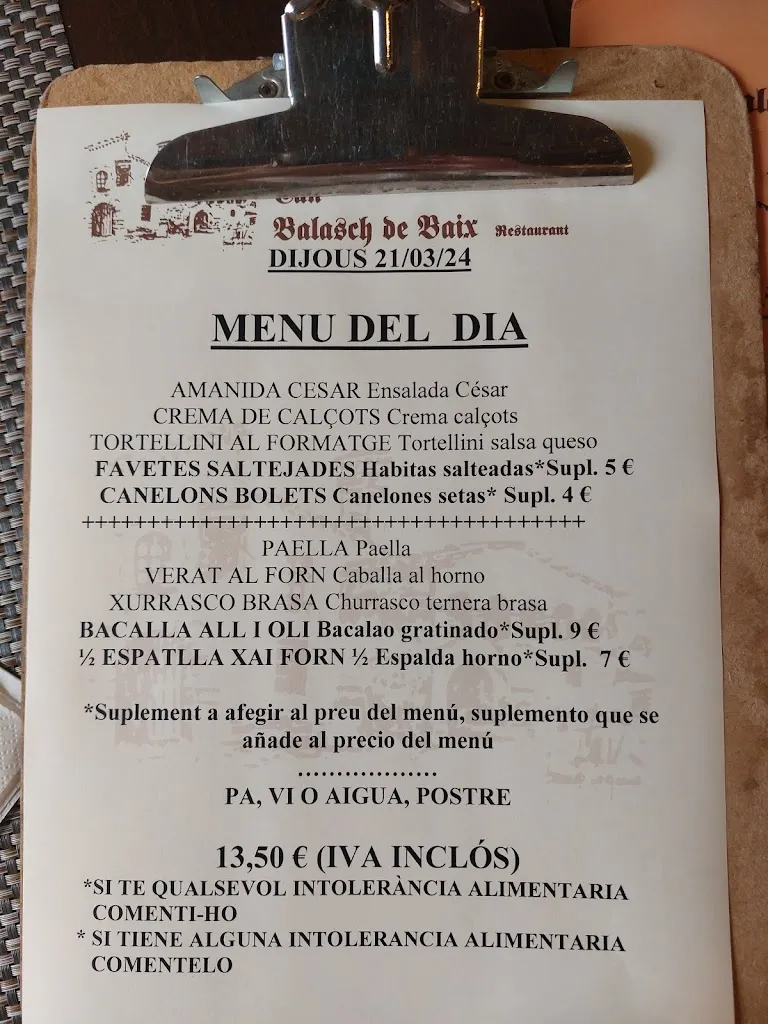 Balasch de Baix Restaurant
DIJOUS 21/03/24
MENU DEL DIA
AMANIDA CESAR Ensalada César
CREMA DE CALÇOTS Crema calçots
TORTELLINI AL FORMATGE Tortellini salsa queso
FAVETES SALTEJADES Habitas salteadas*Supl. 5 €
CANELONS BOLETS Canelones setas* Supl. 4 €
+++++++++++++++++++++++++++++++++++++++
PAELLA Paella
VERAT AL FORN Caballa al horno
XURRASCO BRASA Churrasco ternera brasa
BACALLA ALL I OLI Bacalao gratinado*Supl. 9 €
½ ESPATLLA XAI FORN ½ Espalda horno*Supl. 7 €
*Suplement a afegir al preu del menú, suplemento que se
añade al precio del menú
..................
PA, VI O AIGUA, POSTRE
13,50 € (IVA INCLÓS)
*SI TE QUALSEVOL INTOLERÀNCIA ALIMENTARIA
COMENTI-HO
* SI TIENE ALGUNA INTOLERANCIA ALIMENTARIA
COMENTELO